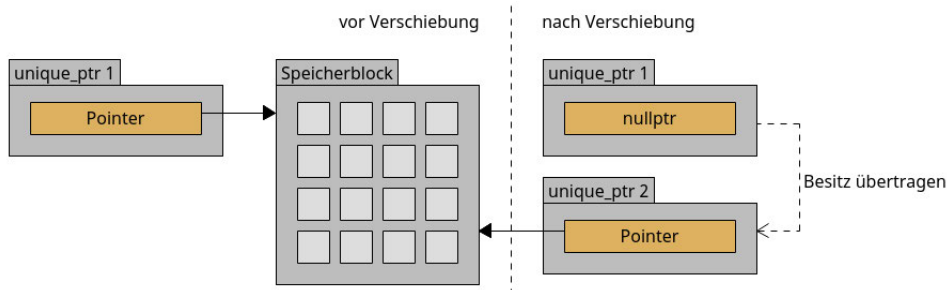 vor Verschiebung
nach Verschiebung
unique_ptr 1
Pointer
Speicherblock
unique_ptr 1
nullptr
Besitz übertragen
unique_ptr 2
Pointer